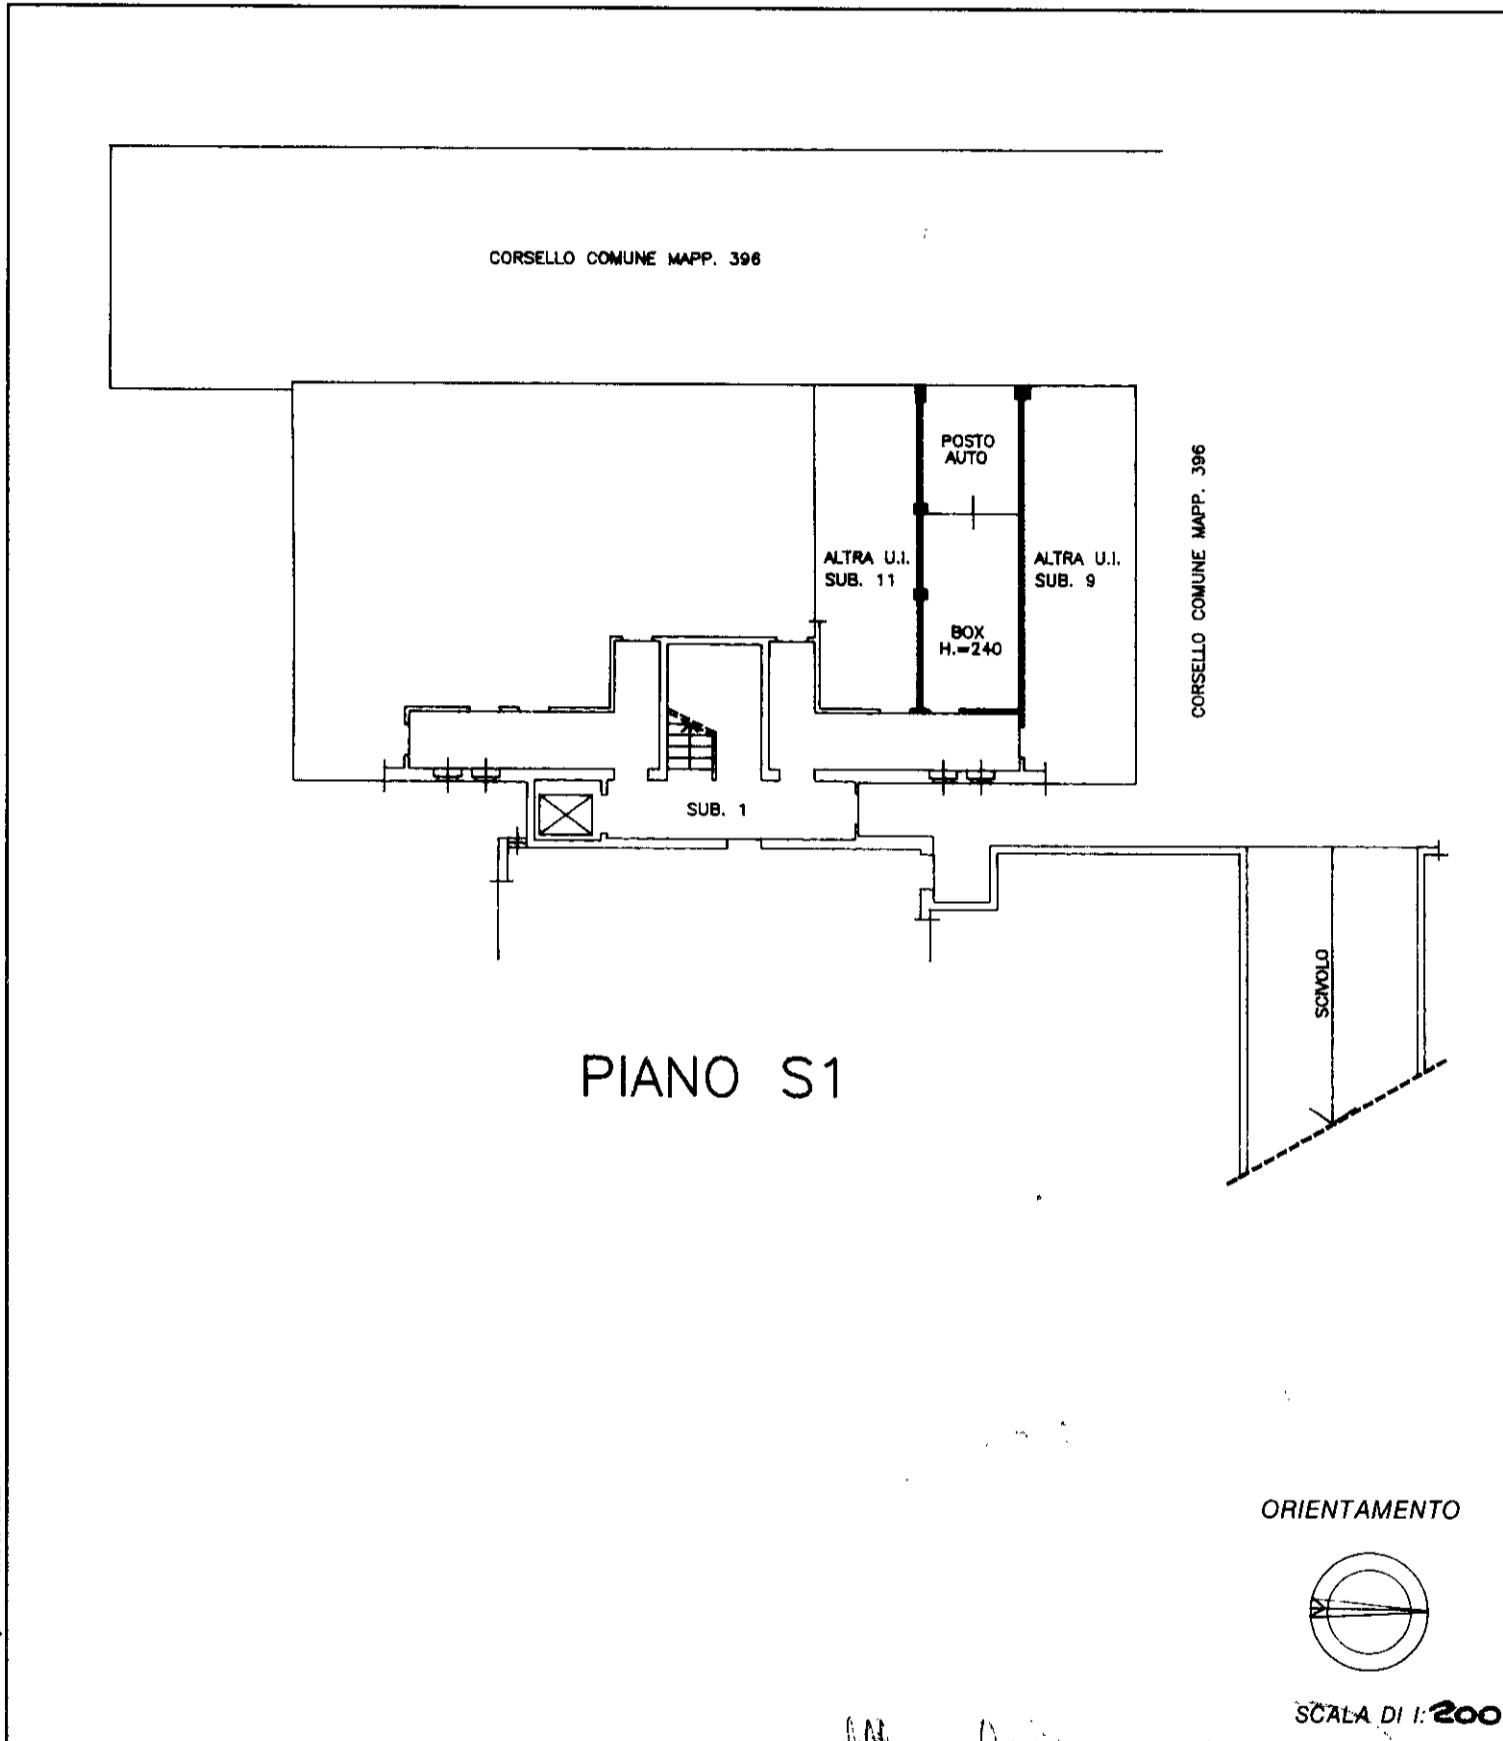 CORSELLO COMUNE MAPP. 396
POSTO
AUTO
CORSELLO COMUNE MAPP. 396
ALTRA U.I.
SUB. 11
ALTRA U.I.
SUB. 9
BOX
H.=240
SUB. 1
SCIVOLO
PIANO S1
ORIENTAMENTO
SCALA DI 1:200